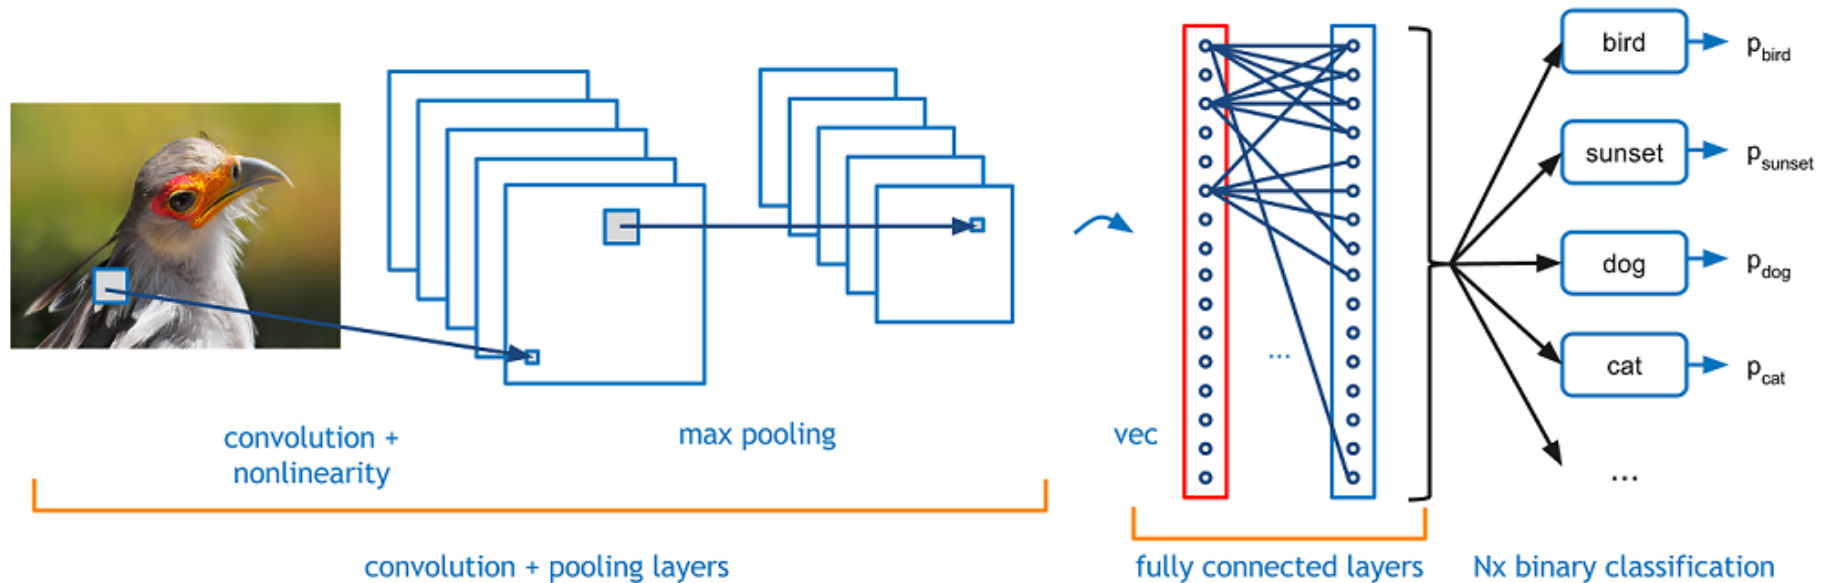 convolution +
nonlinearity
max pooling
vec
...
bird
p_bird
sunset
p_sunset
dog
p_dog
cat
p_cat
...
convolution + pooling layers
fully connected layers
Nx binary classification